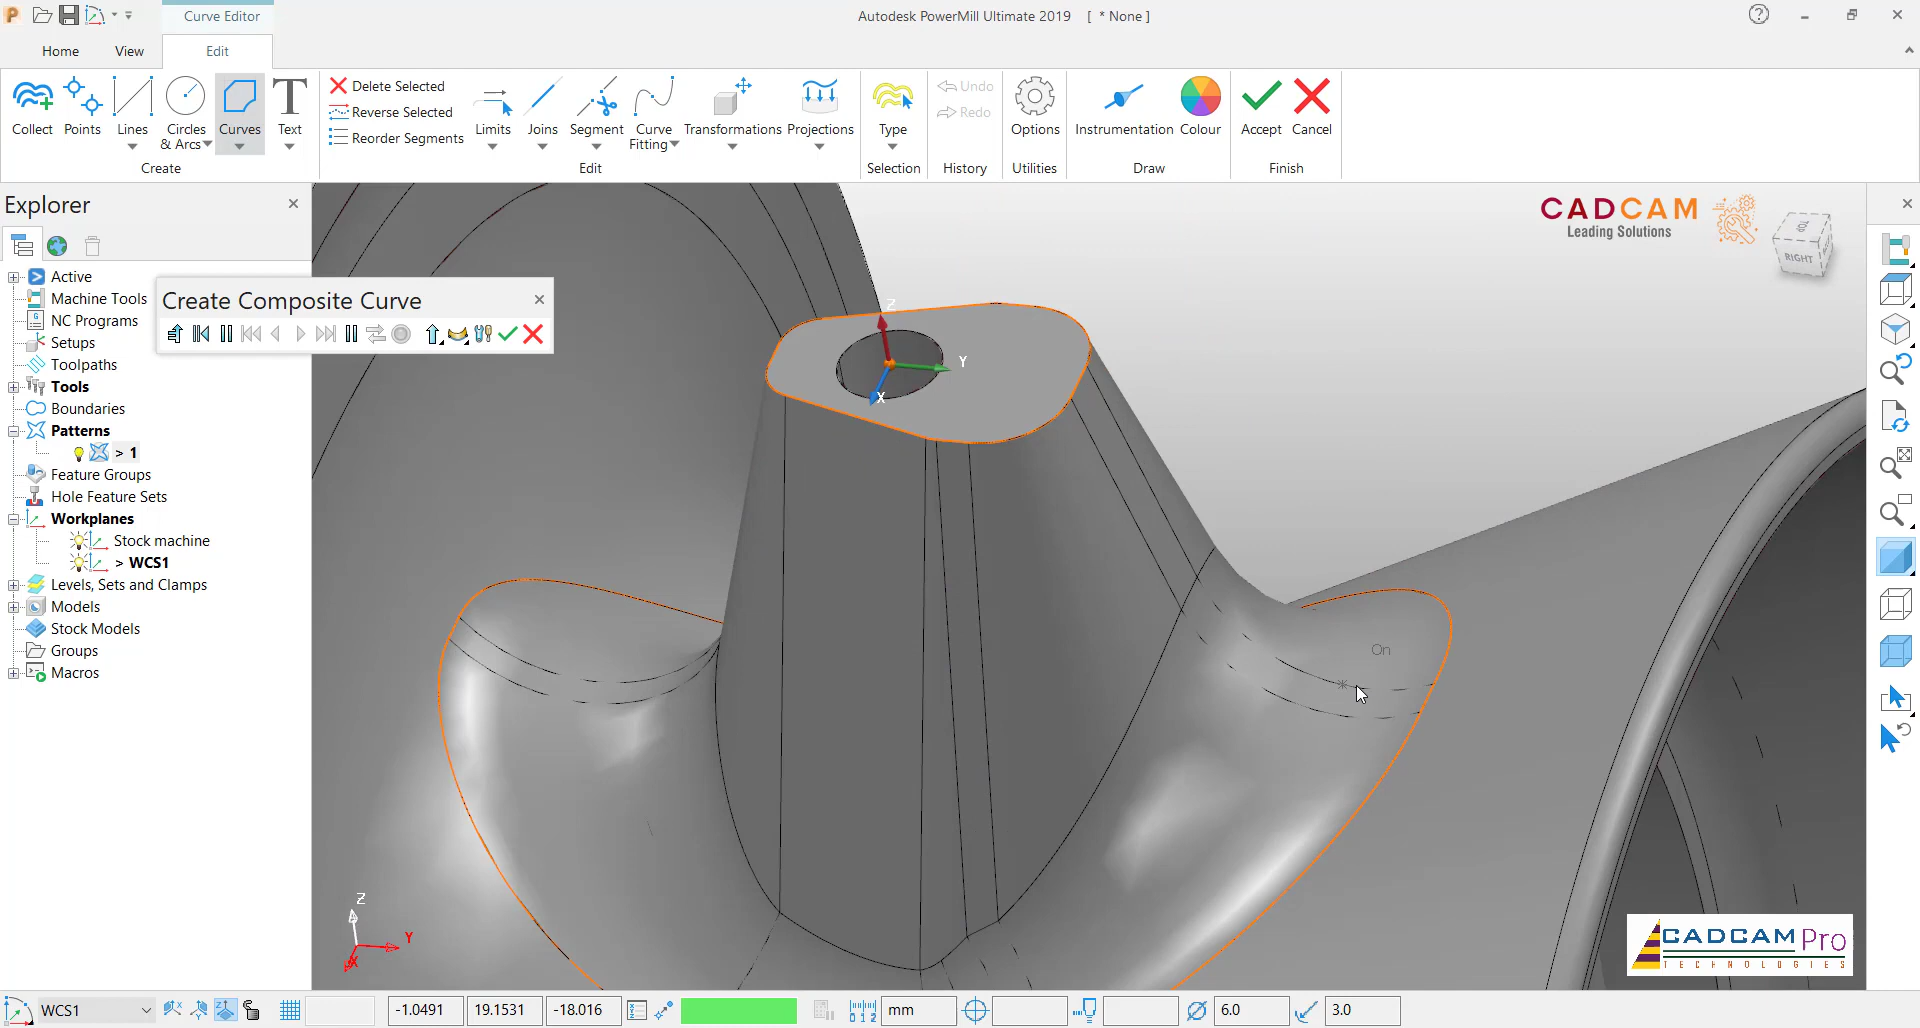 Curve Editor
Autodesk PowerMill Ultimate 2019 [ * None ]
Home View Edit
Collect
Points
Lines
Circles & Arcs
Curves
Text
Create
Delete Selected
Reverse Selected
Reorder Segments
Limits
Joins
Segment
Curve Fitting
Transformations
Projections
Edit
Type
Selection
Undo
Redo
History
Options
Utilities
Instrumentation
Colour
Draw
Accept
Cancel
Finish
Explorer
Active
Machine Tools
NC Programs
Setups
Toolpaths
Tools
Boundaries
Patterns
> 1
Feature Groups
Hole Feature Sets
Workplanes
Stock machine
> WCS1
Levels, Sets and Clamps
Models
Stock Models
Groups
Macros
Create Composite Curve
CADCAM
Leading Solutions
TOP
RIGHT
Z
Y
X
On
Z
Y
X
CADCAM Pro
TECHNOLOGIES
WCS1
-1.0491
19.1531
-18.016
mm
6.0
3.0